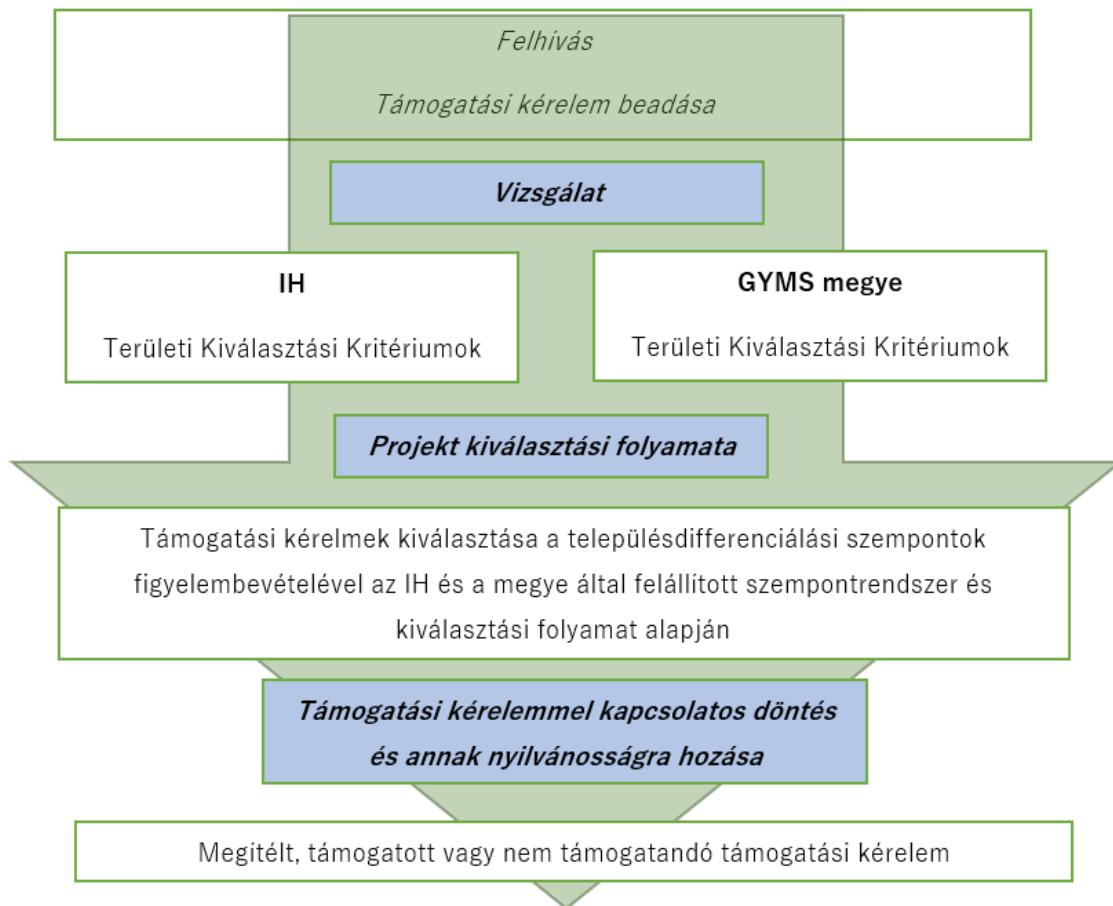 Felhívás
Támogatási kérelem beadása
Vizsgálat
IH
Területi Kiválasztási Kritériumok
GYMS megye
Területi Kiválasztási Kritériumok
Projekt kiválasztási folyamata
Támogatási kérelmek kiválasztása a településdifferenciálási szempontok
figyelembevételével az IH és a megye által felállított szempontrendszer és
kiválasztási folyamat alapján
Támogatási kérelemmel kapcsolatos döntés
és annak nyilvánosságra hozása
Megítélt, támogatott vagy nem támogatandó támogatási kérelem